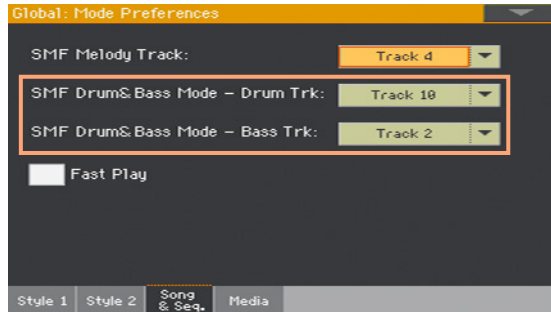 Global: Mode Preferences
SMF Melody Track: Track 4
SMF Drum&Bass Mode – Drum Trk: Track 10
SMF Drum&Bass Mode – Bass Trk: Track 2
Fast Play
Style 1 Style 2 Song & Seq. Media